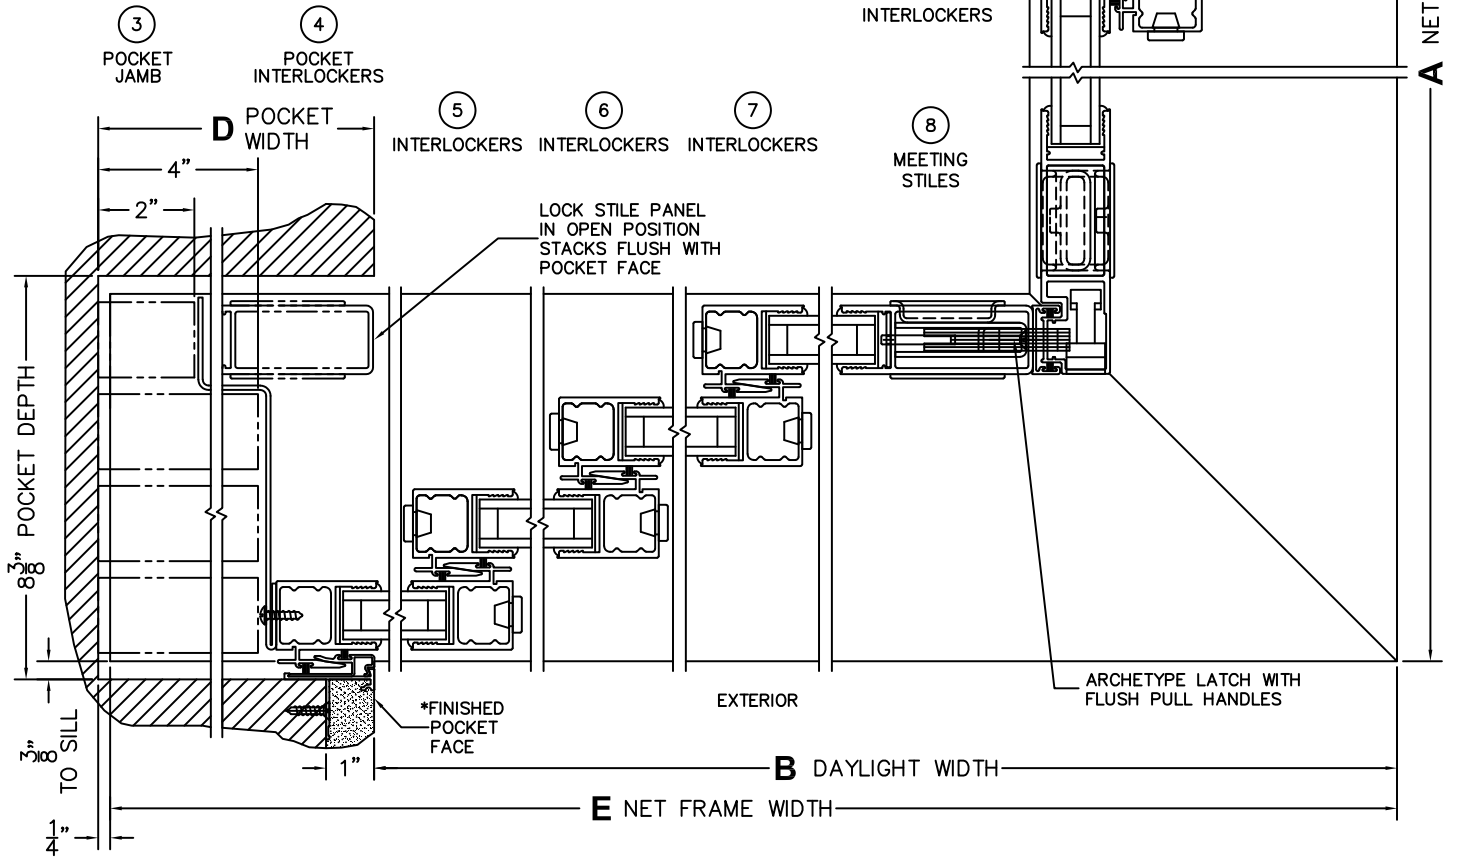 3
POCKET
JAMB
4
POCKET
INTERLOCKERS
INTERLOCKERS
A NET
D POCKET
WIDTH
5
INTERLOCKERS
6
INTERLOCKERS
7
INTERLOCKERS
8
MEETING
STILES
4"
2"
LOCK STILE PANEL
IN OPEN POSITION
STACKS FLUSH WITH
POCKET FACE
8 3/8" POCKET DEPTH
3/8"
TO SILL
*FINISHED
POCKET
FACE
EXTERIOR
ARCHETYPE LATCH WITH
FLUSH PULL HANDLES
1"
B DAYLIGHT WIDTH
E NET FRAME WIDTH
1/4"